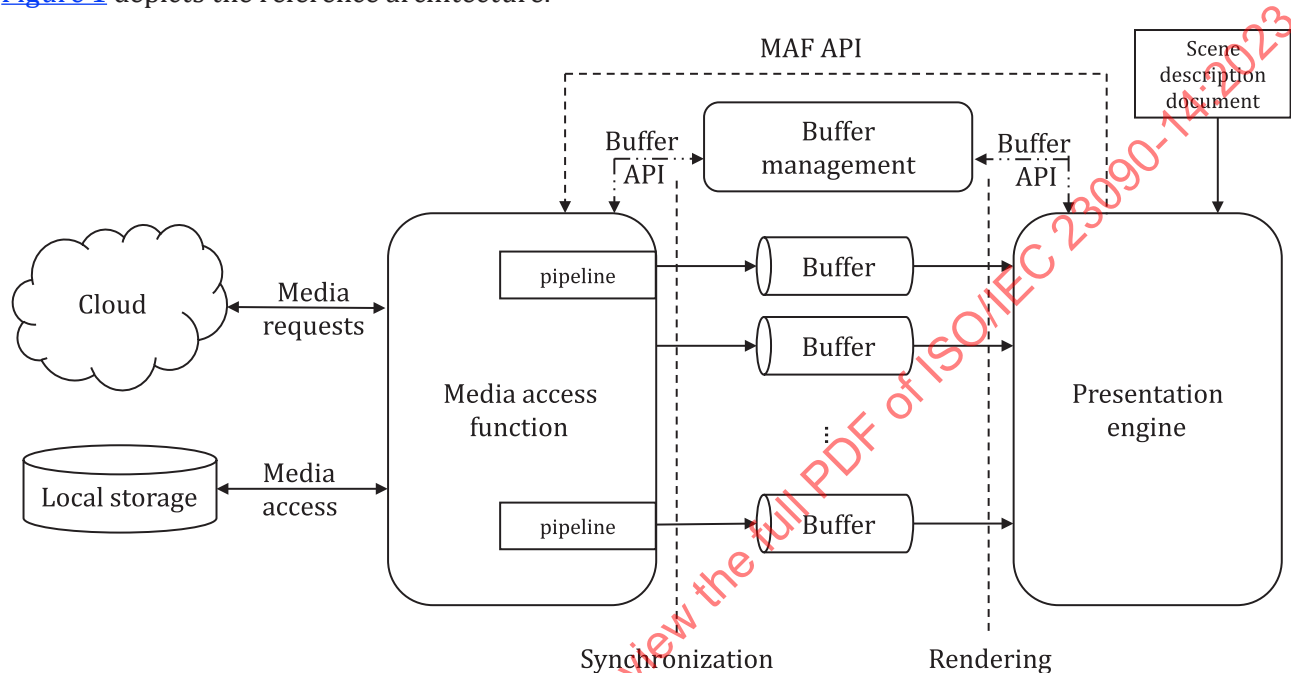 Figure 1 depicts the reference architecture.
MAF API
Scene
description
document
Buffer
API
Buffer
management
Buffer
API
pipeline
Buffer
Cloud
Media
requests
Buffer
Media access
function
Presentation
engine
...
Local storage
Media
access
pipeline
Buffer
Synchronization
Rendering
view the full PDF of ISO/IEC 23090-14:2023